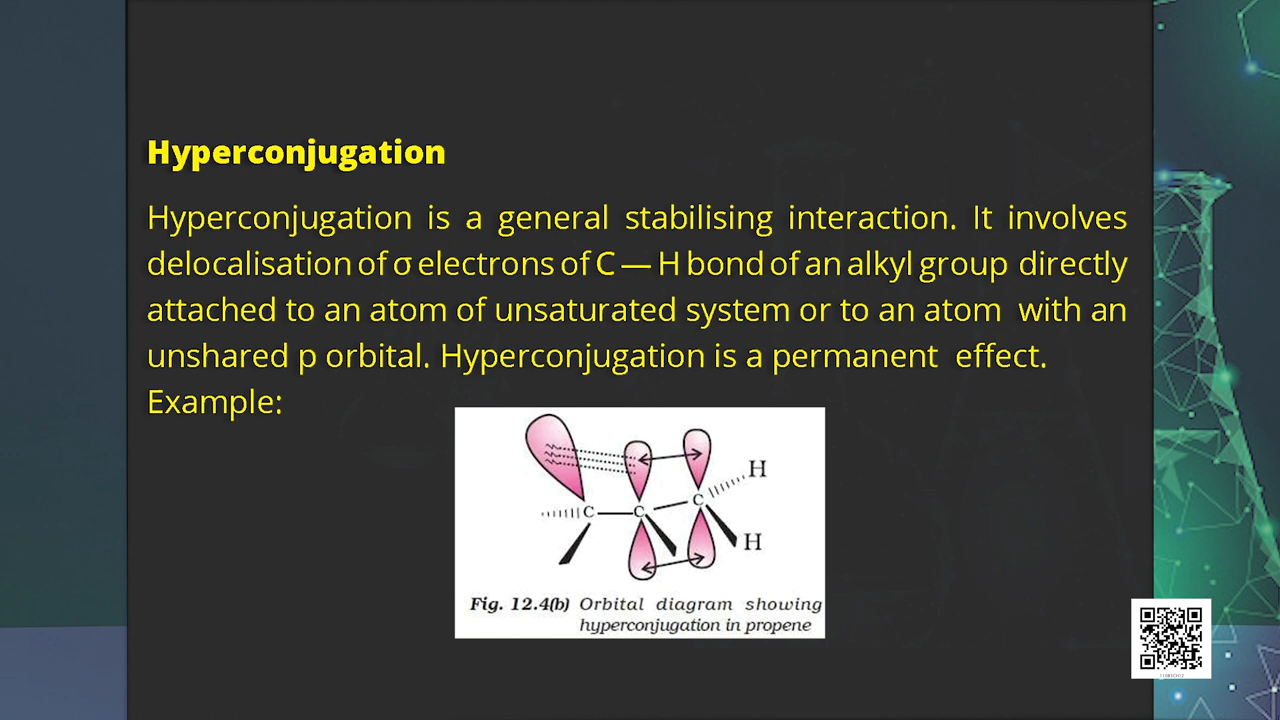 Hyperconjugation
Hyperconjugation is a general stabilising interaction. It involves
delocalisation of σ electrons of C — H bond of an alkyl group directly
attached to an atom of unsaturated system or to an atom with an
unshared p orbital. Hyperconjugation is a permanent effect.
Example:
H
C C C
H
Fig. 12.4(b) Orbital diagram showing
hyperconjugation in propene